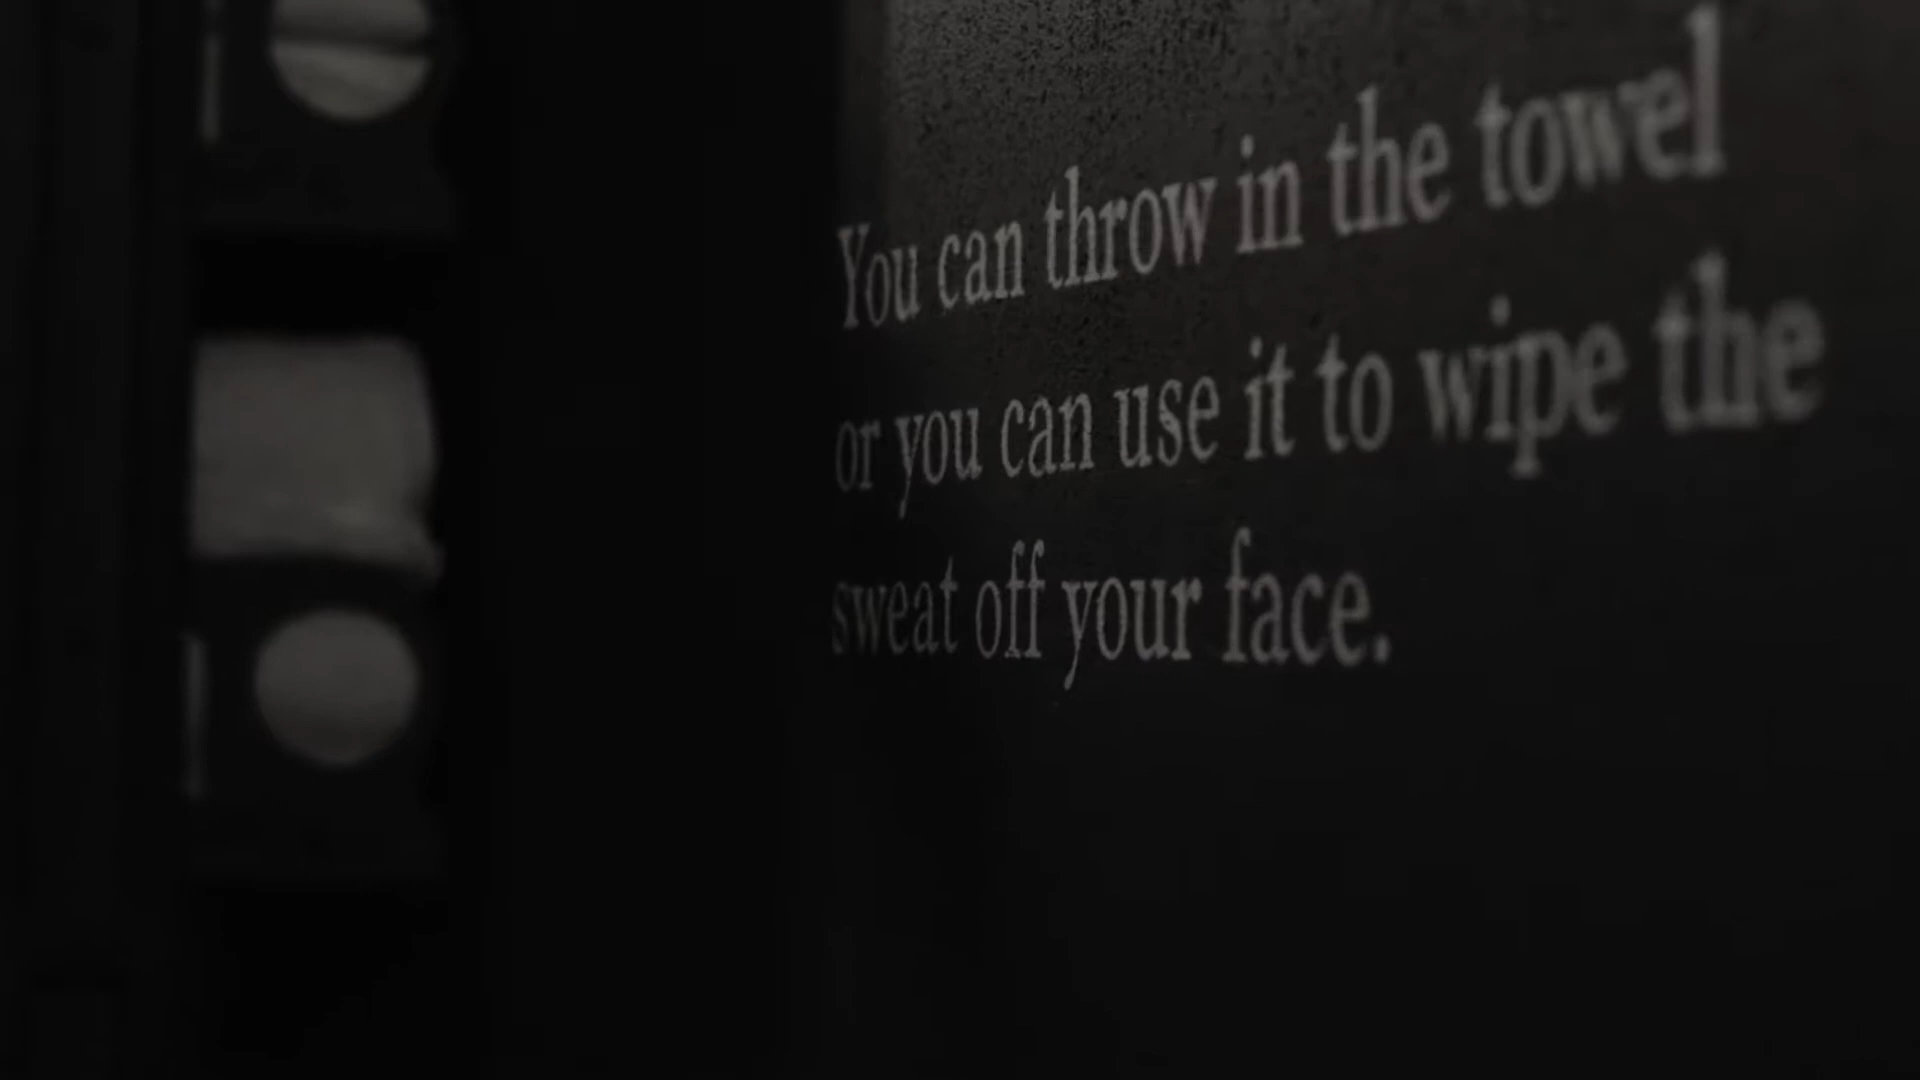 You can throw in the towel
or you can use it to wipe the
sweat off your face.